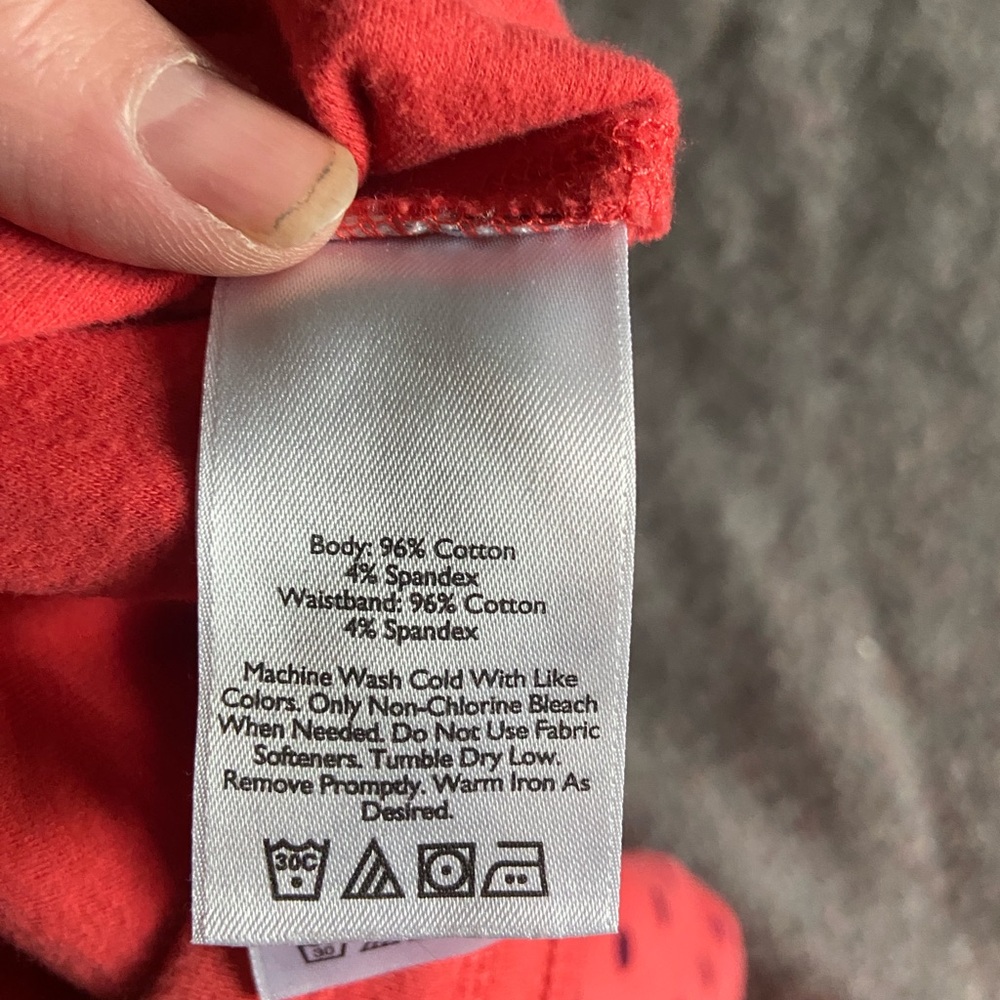 Body: 96% Cotton
4% Spandex
Waistband: 96% Cotton
4% Spandex
Machine Wash Cold With Like
Colors. Only Non-Chlorine Bleach
When Needed. Do Not Use Fabric
Softeners. Tumble Dry Low.
Remove Promptly. Warm Iron As
Desired.
30C
30